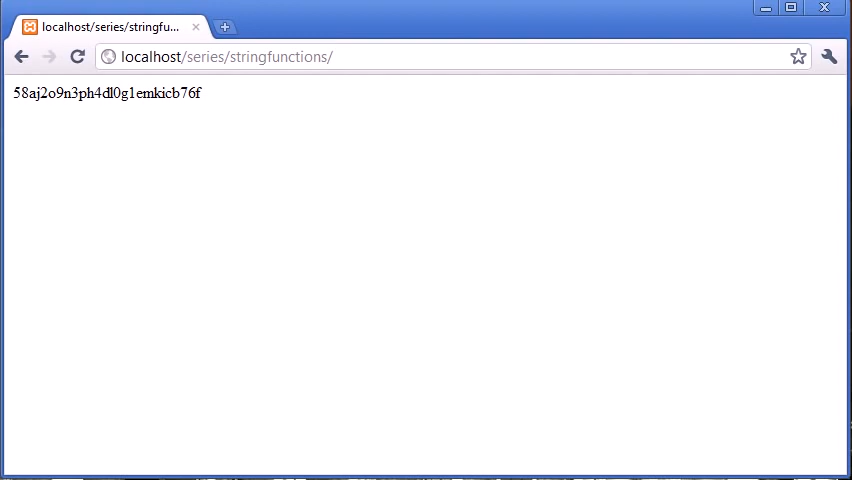 localhost/series/stringfu...
localhost/series/stringfunctions/
58aj2o9n3ph4dl0g1emkicb76f